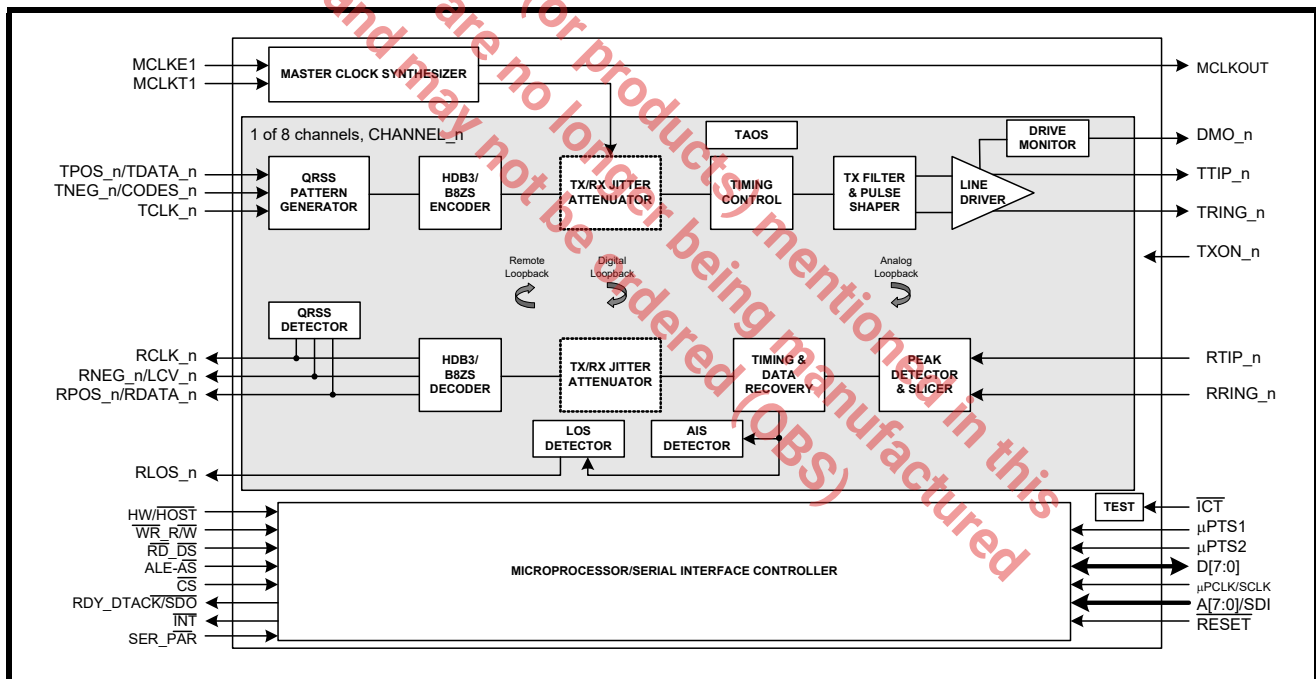 MCLKE1
MCLKT1
MASTER CLOCK SYNTHESIZER
MCLKOUT
1 of 8 channels, CHANNEL_n
TAOS
DRIVE
MONITOR
DMO_n
TPOS_n/TDATA_n
TNEG_n/CODES_n
TCLK_n
QRSS
PATTERN
GENERATOR
HDB3/
B8ZS
ENCODER
TX/RX JITTER
ATTENUATOR
TIMING
CONTROL
TX FILTER
& PULSE
SHAPER
LINE
DRIVER
TTIP_n
TRING_n
TXON_n
Remote
Loopback
Digital
Loopback
Analog
Loopback
QRSS
DETECTOR
RCLK_n
RNEG_n/LCV_n
RPOS_n/RDATA_n
HDB3/
B8ZS
DECODER
TX/RX JITTER
ATTENUATOR
TIMING &
DATA
RECOVERY
PEAK
DETECTOR
& SLICER
RTIP_n
RRING_n
LOS
DETECTOR
AIS
DETECTOR
RLOS_n
TEST
ICT
HW/HOST
WR_R/W
RD_DS
ALE-AS
CS
RDY_DTACK/SDO
INT
SER_PAR
MICROPROCESSOR/SERIAL INTERFACE CONTROLLER
µPTS1
µPTS2
D[7:0]
µPCLK/SCLK
A[7:0]/SDI
RESET
(or products) mentioned in this
are no longer being manufactured
and may not be ordered (OBS)